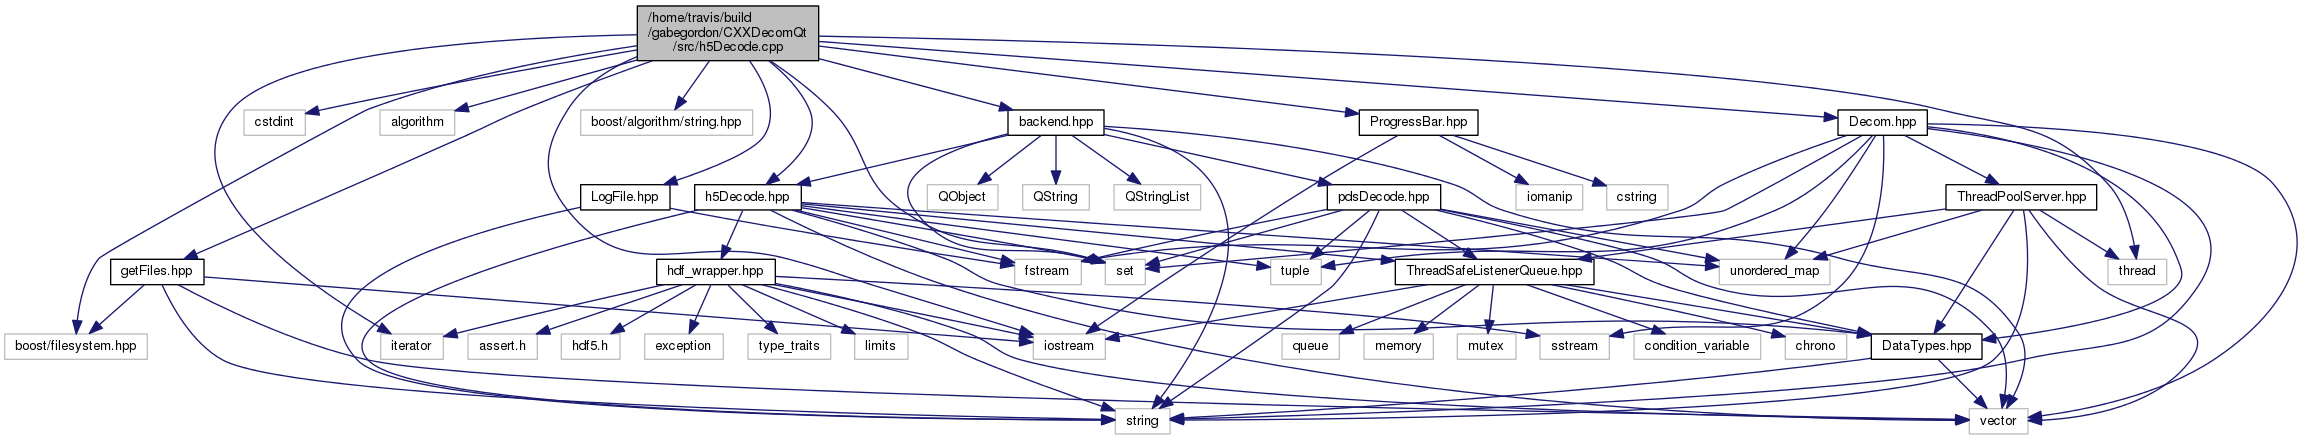 /home/travis/build
/gabegordon/CXXDecomQt
/src/h5Decode.cpp
cstdint
algorithm
boost/algorithm/string.hpp
backend.hpp
ProgressBar.hpp
Decom.hpp
LogFile.hpp
h5Decode.hpp
QObject
QString
QStringList
pdsDecode.hpp
iomanip
cstring
ThreadPoolServer.hpp
getFiles.hpp
hdf_wrapper.hpp
fstream
set
tuple
ThreadSafeListenerQueue.hpp
unordered_map
thread
boost/filesystem.hpp
iterator
assert.h
hdf5.h
exception
type_traits
limits
iostream
queue
memory
mutex
sstream
condition_variable
chrono
DataTypes.hpp
string
vector